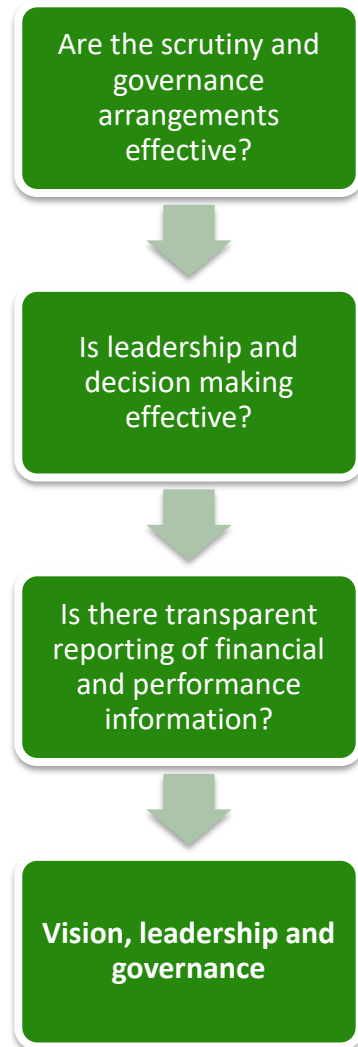 Are the scrutiny and
governance
arrangements
effective?
Is leadership and
decision making
effective?
Is there transparent
reporting of financial
and performance
information?
Vision, leadership and
governance